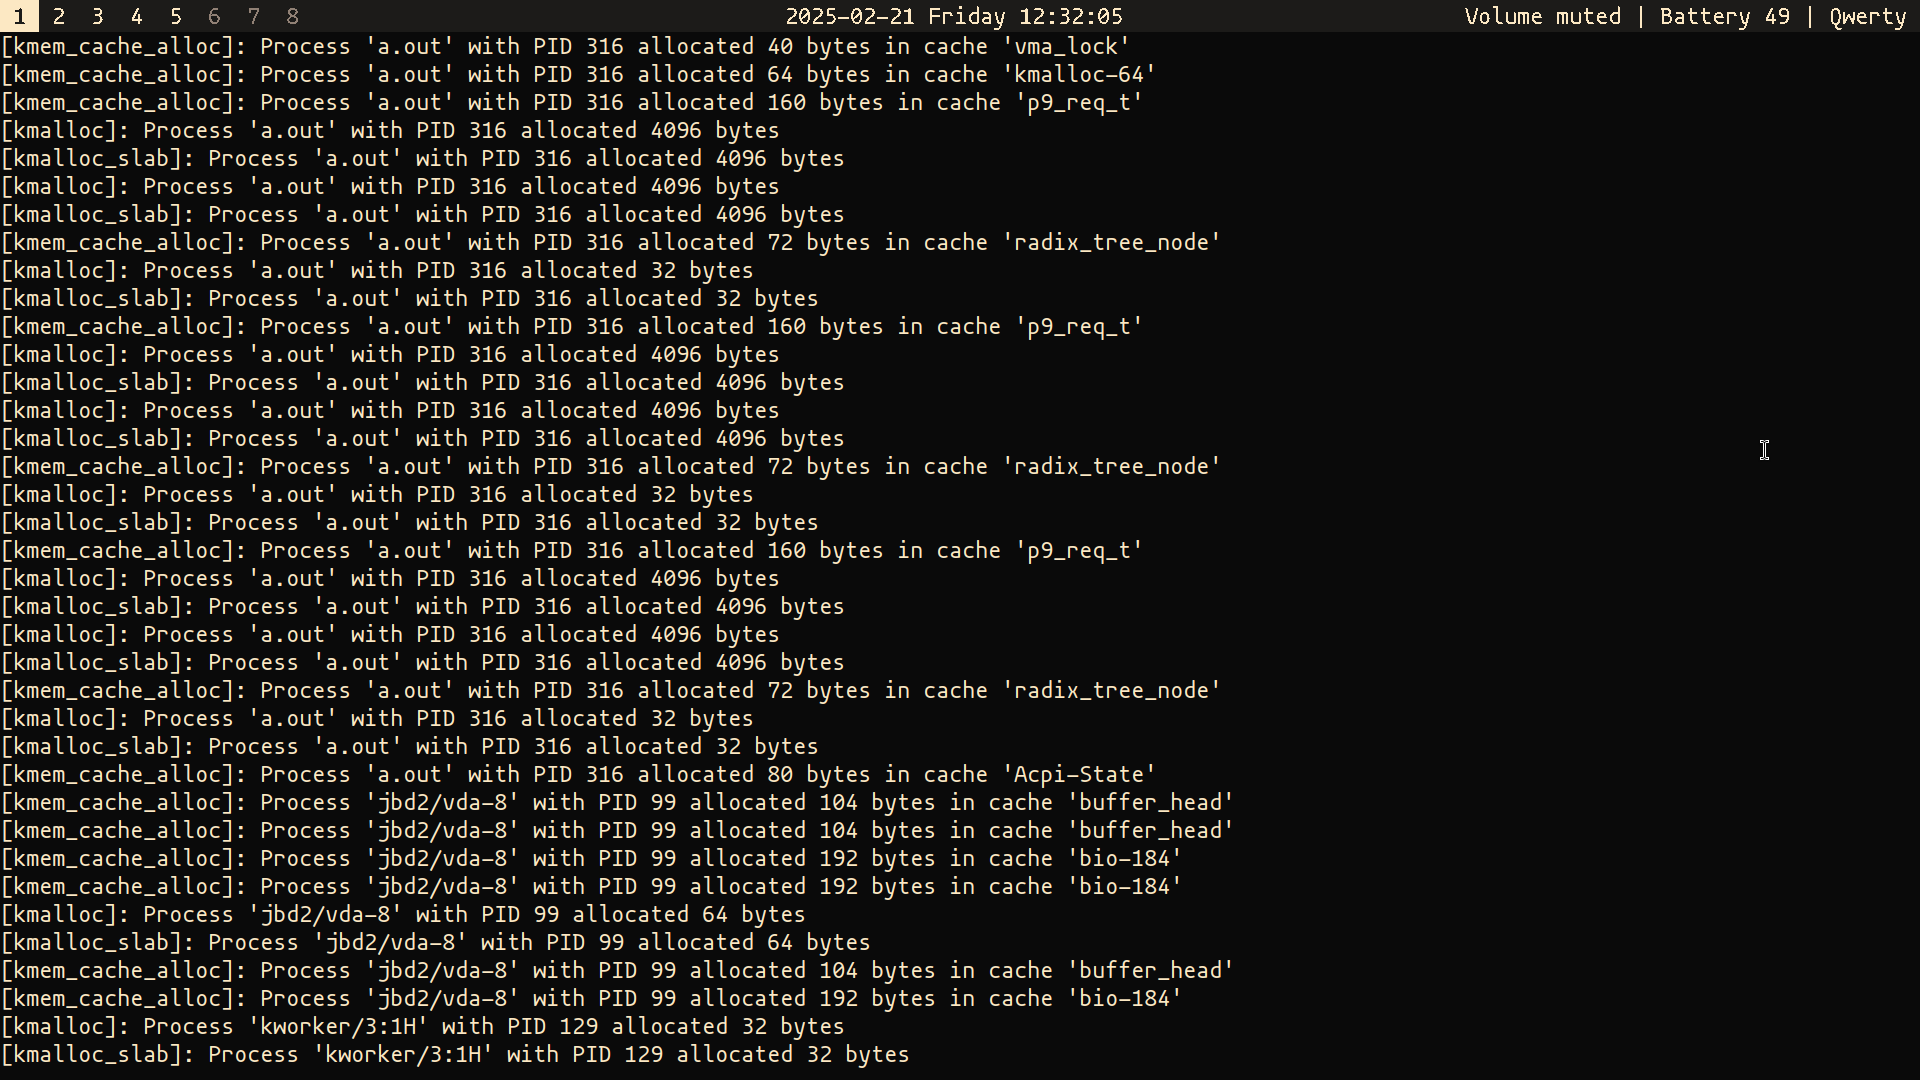 1 2 3 4 5 6 7 8 2025-02-21 Friday 12:32:05 Volume muted | Battery 49 | Qwerty
[kmem_cache_alloc]: Process 'a.out' with PID 316 allocated 40 bytes in cache 'vma_lock'
[kmem_cache_alloc]: Process 'a.out' with PID 316 allocated 64 bytes in cache 'kmalloc-64'
[kmem_cache_alloc]: Process 'a.out' with PID 316 allocated 160 bytes in cache 'p9_req_t'
[kmalloc]: Process 'a.out' with PID 316 allocated 4096 bytes
[kmalloc_slab]: Process 'a.out' with PID 316 allocated 4096 bytes
[kmalloc]: Process 'a.out' with PID 316 allocated 4096 bytes
[kmalloc_slab]: Process 'a.out' with PID 316 allocated 4096 bytes
[kmem_cache_alloc]: Process 'a.out' with PID 316 allocated 72 bytes in cache 'radix_tree_node'
[kmalloc]: Process 'a.out' with PID 316 allocated 32 bytes
[kmalloc_slab]: Process 'a.out' with PID 316 allocated 32 bytes
[kmem_cache_alloc]: Process 'a.out' with PID 316 allocated 160 bytes in cache 'p9_req_t'
[kmalloc]: Process 'a.out' with PID 316 allocated 4096 bytes
[kmalloc_slab]: Process 'a.out' with PID 316 allocated 4096 bytes
[kmalloc]: Process 'a.out' with PID 316 allocated 4096 bytes
[kmalloc_slab]: Process 'a.out' with PID 316 allocated 4096 bytes
[kmem_cache_alloc]: Process 'a.out' with PID 316 allocated 72 bytes in cache 'radix_tree_node'
[kmalloc]: Process 'a.out' with PID 316 allocated 32 bytes
[kmalloc_slab]: Process 'a.out' with PID 316 allocated 32 bytes
[kmem_cache_alloc]: Process 'a.out' with PID 316 allocated 160 bytes in cache 'p9_req_t'
[kmalloc]: Process 'a.out' with PID 316 allocated 4096 bytes
[kmalloc_slab]: Process 'a.out' with PID 316 allocated 4096 bytes
[kmalloc]: Process 'a.out' with PID 316 allocated 4096 bytes
[kmalloc_slab]: Process 'a.out' with PID 316 allocated 4096 bytes
[kmem_cache_alloc]: Process 'a.out' with PID 316 allocated 72 bytes in cache 'radix_tree_node'
[kmalloc]: Process 'a.out' with PID 316 allocated 32 bytes
[kmalloc_slab]: Process 'a.out' with PID 316 allocated 32 bytes
[kmem_cache_alloc]: Process 'a.out' with PID 316 allocated 80 bytes in cache 'Acpi-State'
[kmem_cache_alloc]: Process 'jbd2/vda-8' with PID 99 allocated 104 bytes in cache 'buffer_head'
[kmem_cache_alloc]: Process 'jbd2/vda-8' with PID 99 allocated 104 bytes in cache 'buffer_head'
[kmem_cache_alloc]: Process 'jbd2/vda-8' with PID 99 allocated 192 bytes in cache 'bio-184'
[kmem_cache_alloc]: Process 'jbd2/vda-8' with PID 99 allocated 192 bytes in cache 'bio-184'
[kmalloc]: Process 'jbd2/vda-8' with PID 99 allocated 64 bytes
[kmalloc_slab]: Process 'jbd2/vda-8' with PID 99 allocated 64 bytes
[kmem_cache_alloc]: Process 'jbd2/vda-8' with PID 99 allocated 104 bytes in cache 'buffer_head'
[kmem_cache_alloc]: Process 'jbd2/vda-8' with PID 99 allocated 192 bytes in cache 'bio-184'
[kmalloc]: Process 'kworker/3:1H' with PID 129 allocated 32 bytes
[kmalloc_slab]: Process 'kworker/3:1H' with PID 129 allocated 32 bytes